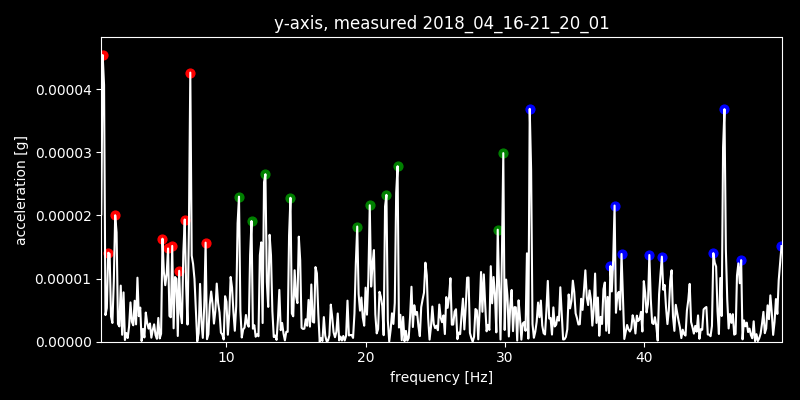 y-axis, measured 2018_04_16-21_20_01
acceleration [g]
0.00004
0.00003
0.00002
0.00001
0.00000
10 20 30 40
frequency [Hz]